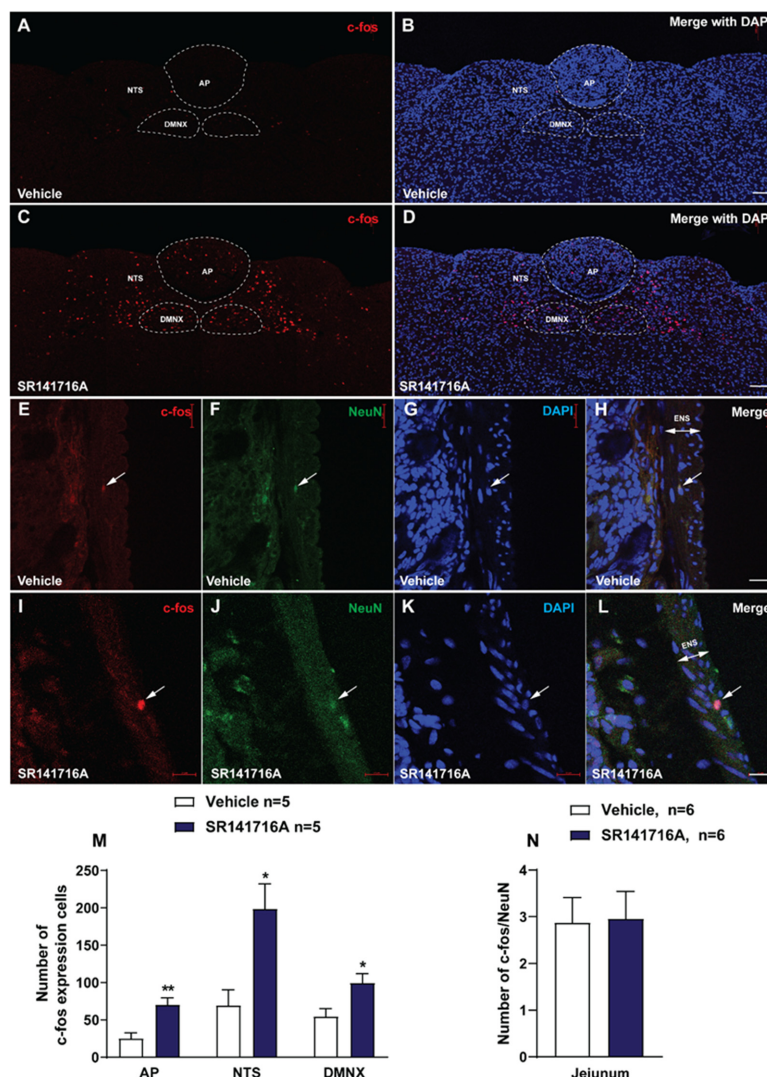 A c-fos
AP
NTS
DMNX
Vehicle
B Merge with DAP
AP
NTS
DMNX
Vehicle
C c-fos
AP
NTS
DMNX
SR141716A
D Merge with DAP
AP
NTS
DMNX
SR141716A
E c-fos
Vehicle
F NeuN
Vehicle
G DAPI
Vehicle
H Merge
ENS
Vehicle
I c-fos
SR141716A
J NeuN
SR141716A
K DAPI
SR141716A
L Merge
ENS
SR141716A
Vehicle n=5
SR141716A n=5
M
Number of
c-fos expression cells
250
200
150
100
50
0
**
*
*
AP NTS DMNX
Vehicle, n=6
SR141716A, n=6
N
Number of c-fos/NeuN
4
3
2
1
0
Jejunum